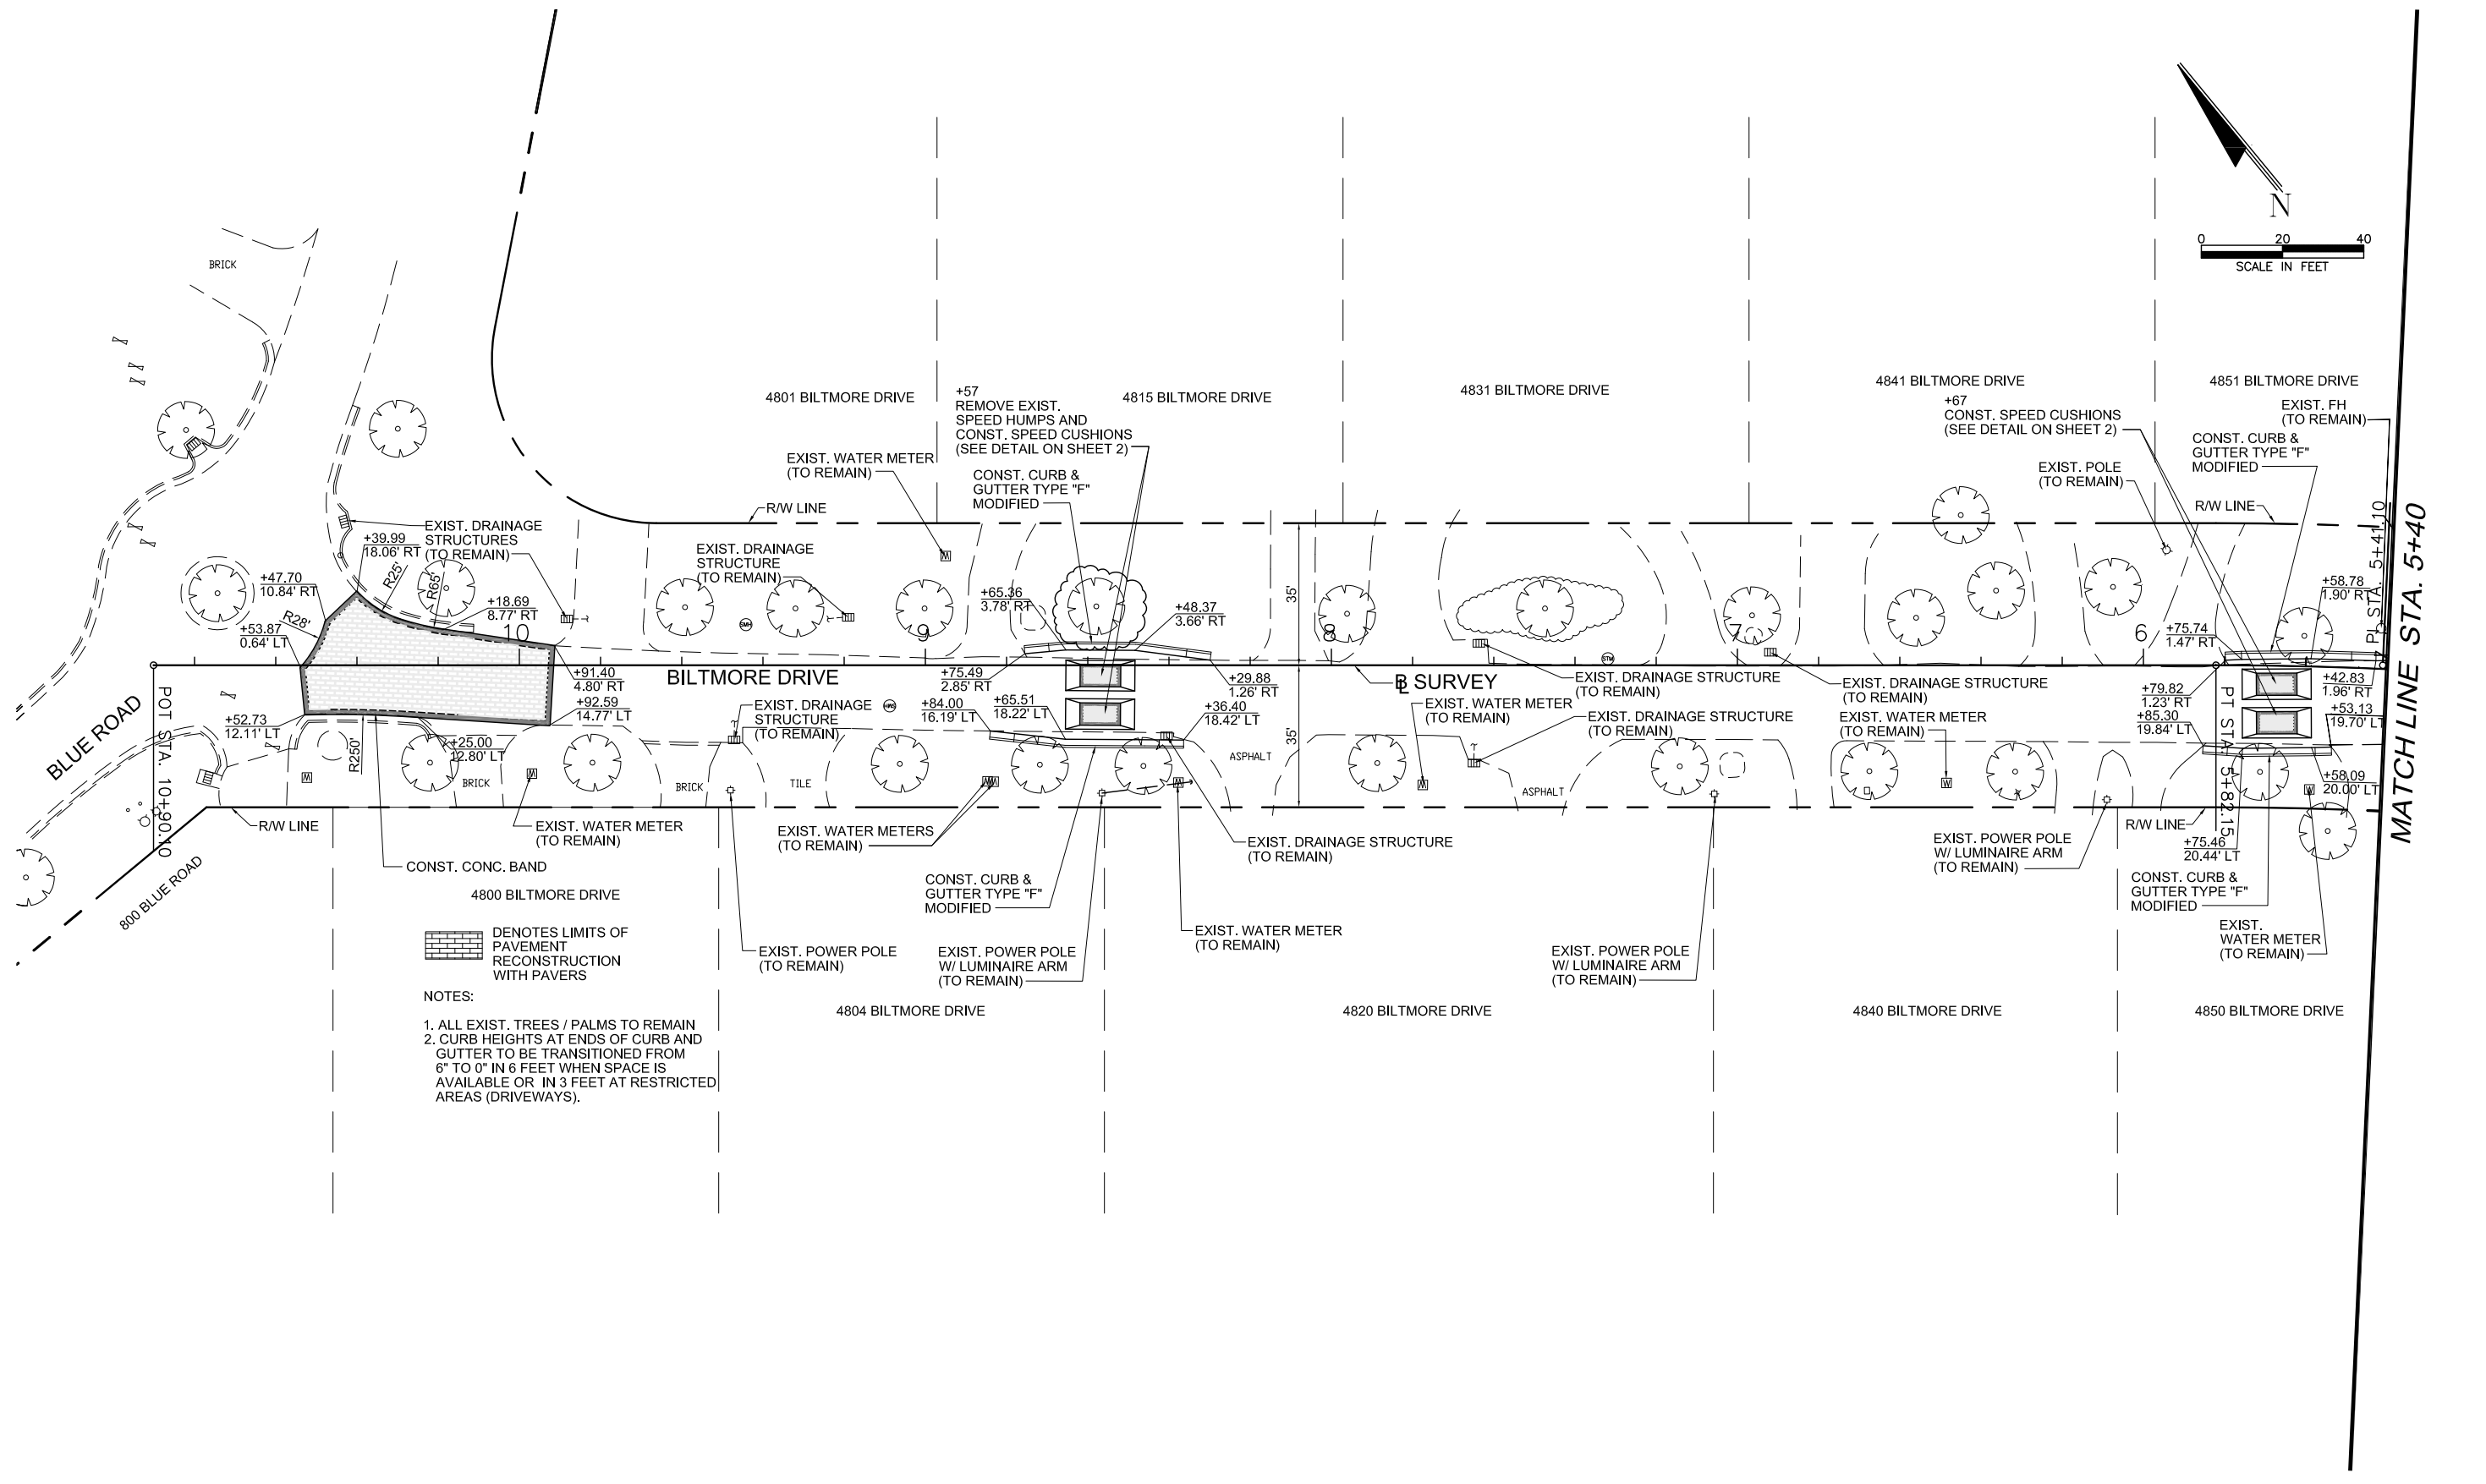 N
0 20 40
SCALE IN FEET
BRICK
4801 BILTMORE DRIVE
+57
REMOVE EXIST.
SPEED HUMPS AND
CONST. SPEED CUSHIONS
(SEE DETAIL ON SHEET 2)
4815 BILTMORE DRIVE
4831 BILTMORE DRIVE
4841 BILTMORE DRIVE
+67
CONST. SPEED CUSHIONS
(SEE DETAIL ON SHEET 2)
4851 BILTMORE DRIVE
EXIST. FH
(TO REMAIN)
CONST. CURB &
GUTTER TYPE "F"
MODIFIED
EXIST. WATER METER
(TO REMAIN)
CONST. CURB &
GUTTER TYPE "F"
MODIFIED
EXIST. POLE
(TO REMAIN)
R/W LINE
R/W LINE
EXIST. DRAINAGE
STRUCTURES
(TO REMAIN)
+39.99
18.06' RT
EXIST. DRAINAGE
STRUCTURE
(TO REMAIN)
R25'
R65'
+47.70
10.84' RT
R28'
+53.87
0.64' LT
+18.69
8.77' RT
SMH
+65.36
3.78' RT
+48.37
3.66' RT
35'
+58.78
1.90' RT
+75.74
1.47' RT
PI STA. 5+41.10
MATCH LINE STA. 5+40
10
9
8
7
6
STM
BLUE ROAD
POT STA. 10+90.10
+91.40
4.80' RT
+92.59
14.77' LT
BILTMORE DRIVE
+75.49
2.85' RT
+29.88
1.26' RT
BL SURVEY
EXIST. DRAINAGE STRUCTURE
(TO REMAIN)
EXIST. DRAINAGE STRUCTURE
(TO REMAIN)
+79.82
1.23' RT
+42.83
1.96' RT
+52.73
12.11' LT
EXIST. DRAINAGE
STRUCTURE
(TO REMAIN)
+84.00
16.19' LT
+65.51
18.22' LT
+36.40
18.42' LT
EXIST. WATER METER
(TO REMAIN)
EXIST. DRAINAGE STRUCTURE
(TO REMAIN)
EXIST. WATER METER
(TO REMAIN)
+85.30
19.84' LT
+53.13
19.70' LT
PT STA. 5+82.15
+25.00
12.80' LT
R250'
BRICK
BRICK
TILE
ASPHALT
35'
ASPHALT
+58.09
20.00' LT
R/W LINE
800 BLUE ROAD
CONST. CONC. BAND
EXIST. WATER METER
(TO REMAIN)
EXIST. WATER METERS
(TO REMAIN)
EXIST. DRAINAGE STRUCTURE
(TO REMAIN)
EXIST. POWER POLE
W/ LUMINAIRE ARM
(TO REMAIN)
R/W LINE
+75.46
20.44' LT
4800 BILTMORE DRIVE
CONST. CURB &
GUTTER TYPE "F"
MODIFIED
CONST. CURB &
GUTTER TYPE "F"
MODIFIED
DENOTES LIMITS OF
PAVEMENT
RECONSTRUCTION
WITH PAVERS
EXIST. POWER POLE
(TO REMAIN)
EXIST. POWER POLE
W/ LUMINAIRE ARM
(TO REMAIN)
EXIST. WATER METER
(TO REMAIN)
EXIST. POWER POLE
W/ LUMINAIRE ARM
(TO REMAIN)
EXIST.
WATER METER
(TO REMAIN)
4804 BILTMORE DRIVE
4820 BILTMORE DRIVE
4840 BILTMORE DRIVE
4850 BILTMORE DRIVE
NOTES:
1. ALL EXIST. TREES / PALMS TO REMAIN
2. CURB HEIGHTS AT ENDS OF CURB AND
GUTTER TO BE TRANSITIONED FROM
6" TO 0" IN 6 FEET WHEN SPACE IS
AVAILABLE OR IN 3 FEET AT RESTRICTED
AREAS (DRIVEWAYS).